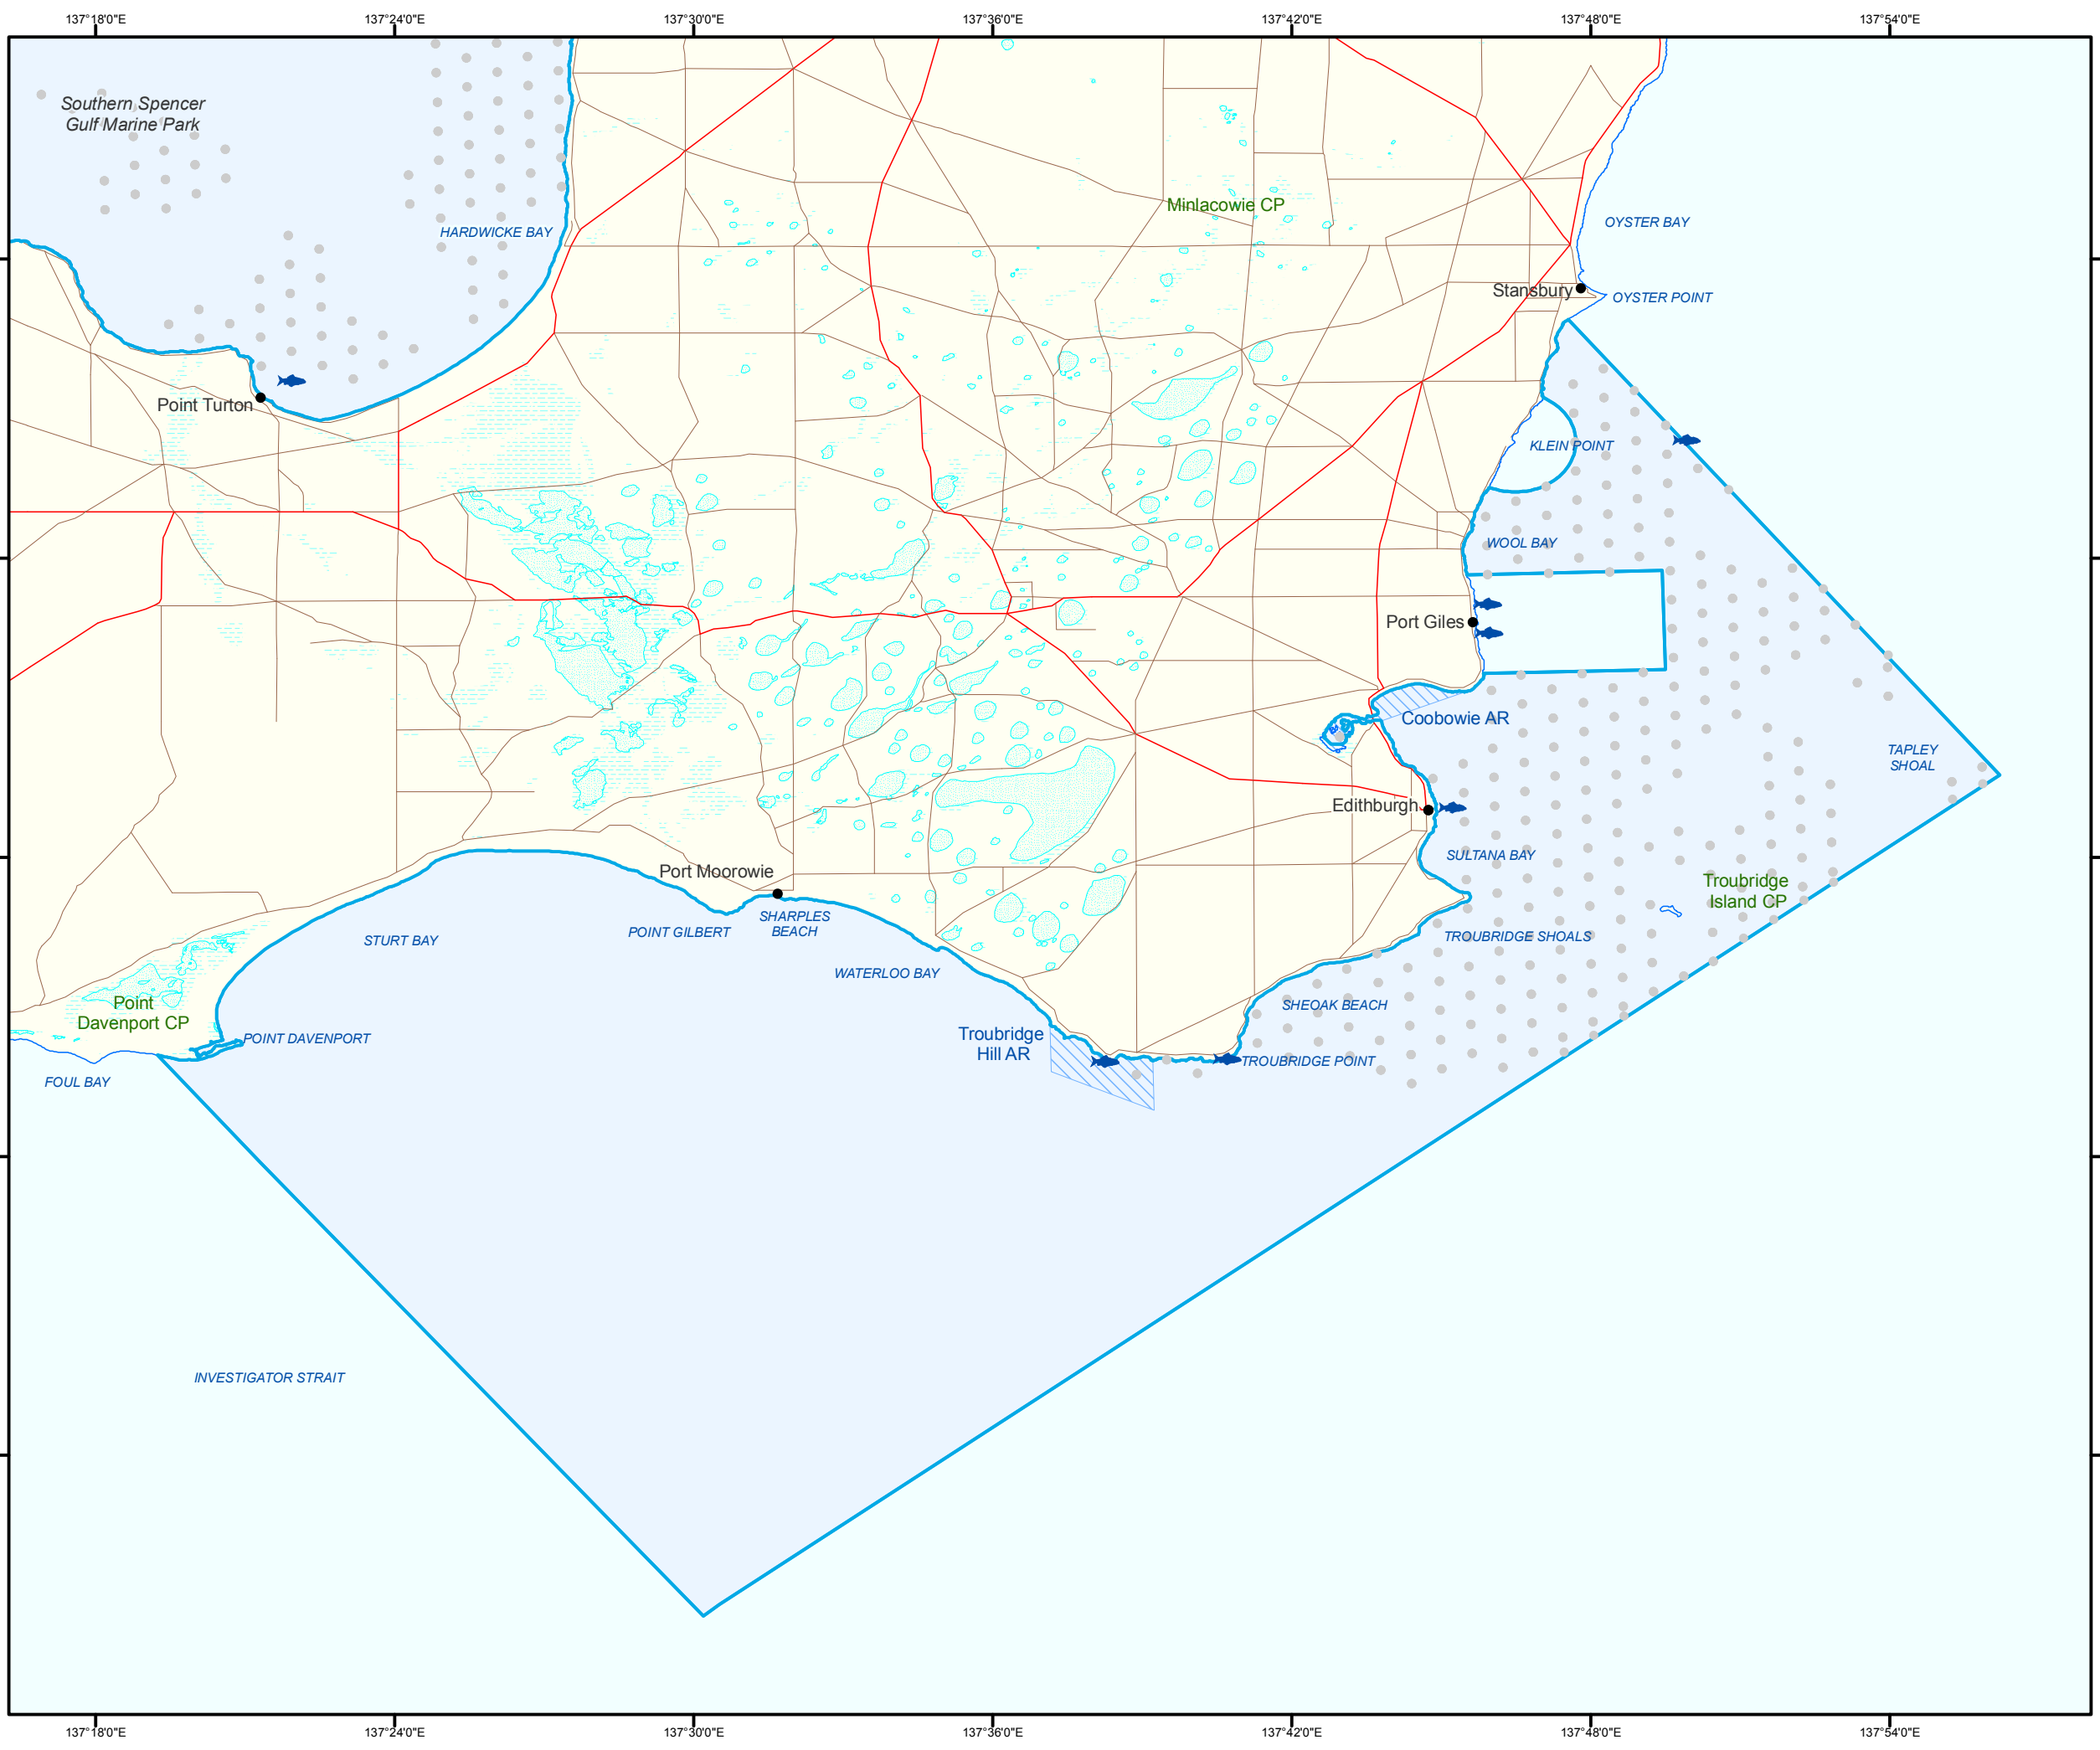 137°18'0"E
137°24'0"E
137°30'0"E
137°36'0"E
137°42'0"E
137°48'0"E
137°54'0"E
Southern Spencer
Gulf Marine Park
HARDWICKE BAY
Minlacowie CP
OYSTER BAY
Stansbury
OYSTER POINT
Point Turton
KLEIN POINT
WOOL BAY
Port Giles
Coobowie AR
TAPLEY
SHOAL
Edithburgh
SULTANA BAY
Port Moorowie
Troubridge
Island CP
SHARPLES
BEACH
POINT GILBERT
STURT BAY
TROUBRIDGE SHOALS
WATERLOO BAY
Point
Davenport CP
SHEOAK BEACH
POINT DAVENPORT
Troubridge
Hill AR
TROUBRIDGE POINT
FOUL BAY
INVESTIGATOR STRAIT
137°18'0"E
137°24'0"E
137°30'0"E
137°36'0"E
137°42'0"E
137°48'0"E
137°54'0"E